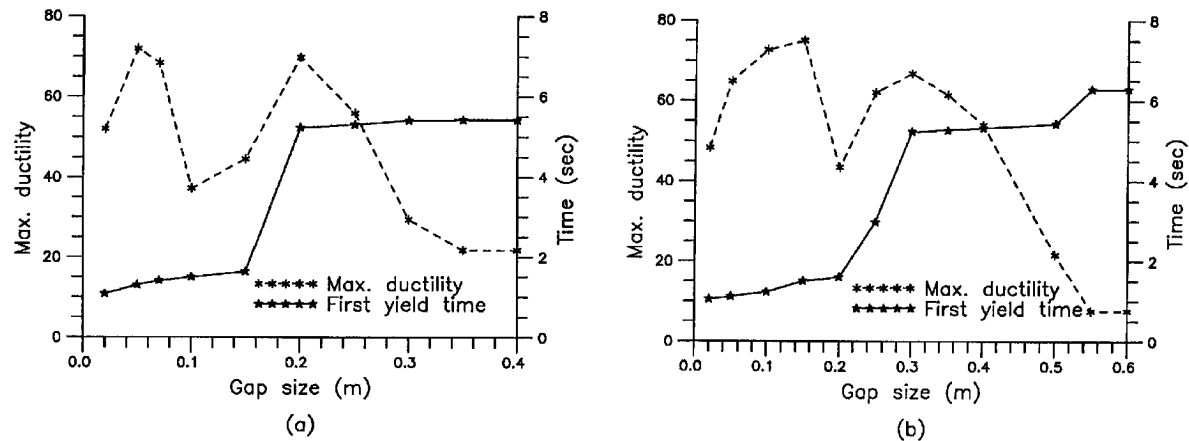 80
60
40
20
0
Max. ductility
8
6
4
2
0
Time (sec)
Max. ductility
First yield time
0.0 0.1 0.2 0.3 0.4
Gap size (m)
(a)
80
60
40
20
0
Max. ductility
8
6
4
2
0
Time (sec)
Max. ductility
First yield time
0.0 0.1 0.2 0.3 0.4 0.5 0.6
Gap size (m)
(b)